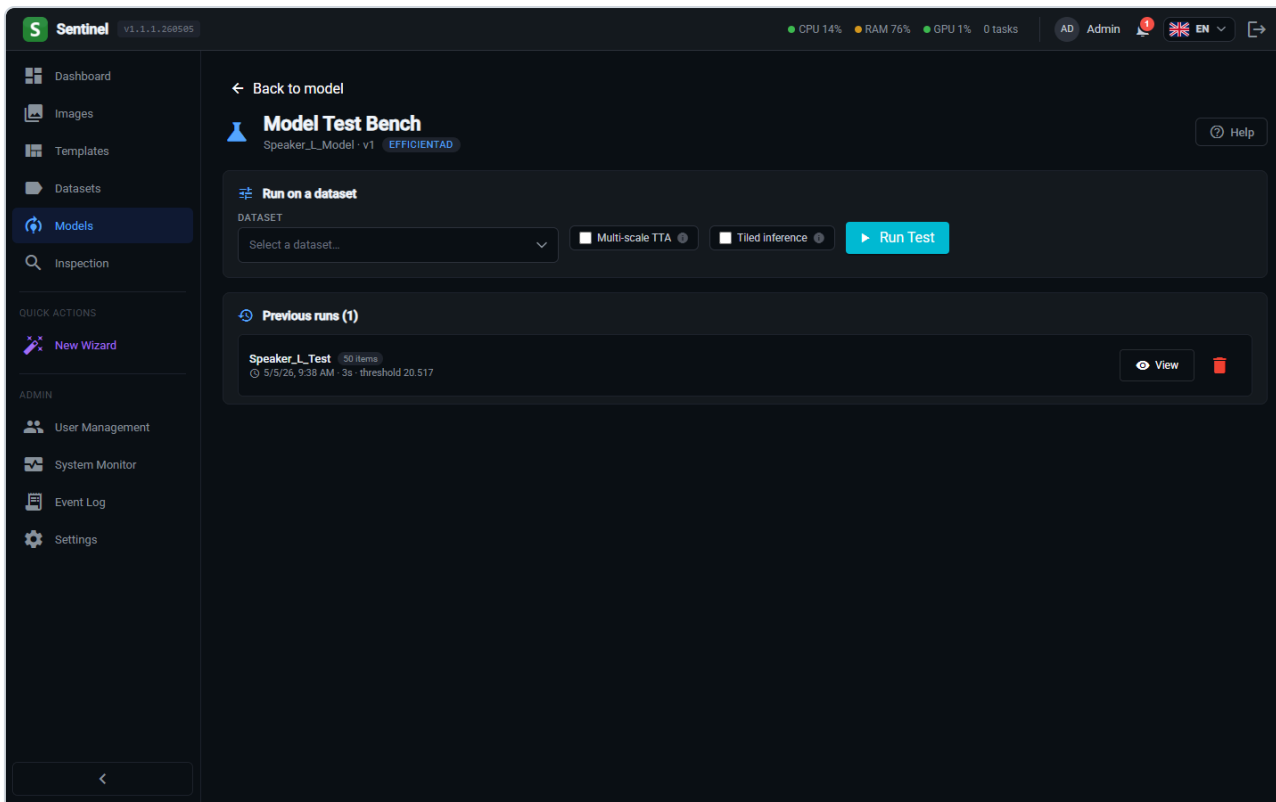 S Sentinel v1.1.1.260505
CPU 14% RAM 76% GPU 1% 0 tasks AD Admin 1 EN
Dashboard
Images
Templates
Datasets
Models
Inspection
QUICK ACTIONS
New Wizard
ADMIN
User Management
System Monitor
Event Log
Settings
Back to model
Model Test Bench
Speaker_L_Model · v1 EFFICIENTAD
Help
Run on a dataset
DATASET
Select a dataset...
Multi-scale TTA
Tiled inference
Run Test
Previous runs (1)
Speaker_L_Test 50 items
5/5/26, 9:38 AM · 3s · threshold 20.517
View